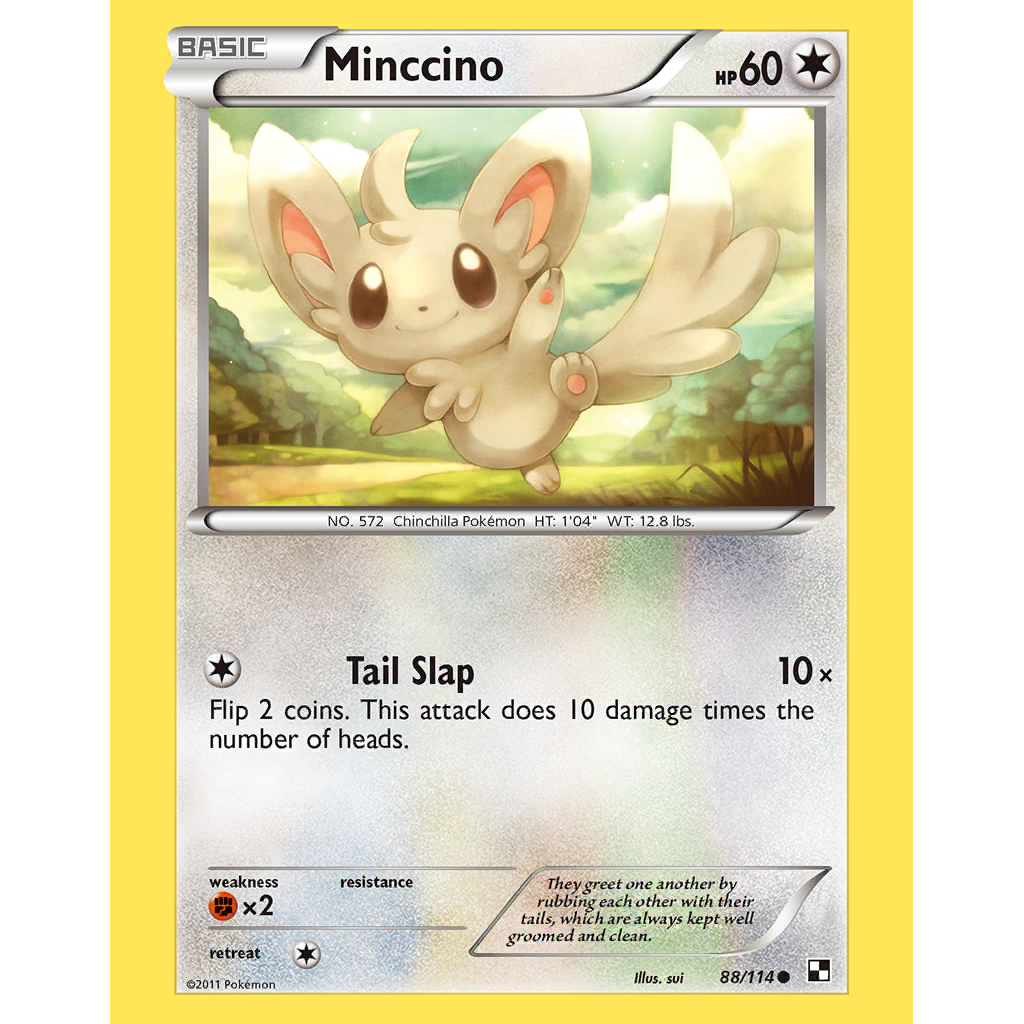 BASIC
Minccino
HP60
NO. 572 Chinchilla Pokémon HT: 1'04" WT: 12.8 lbs.
Tail Slap 10×
Flip 2 coins. This attack does 10 damage times the
number of heads.
weakness resistance
×2
retreat
They greet one another by
rubbing each other with their
tails, which are always kept well
groomed and clean.
Illus. sui 88/114
©2011 Pokémon